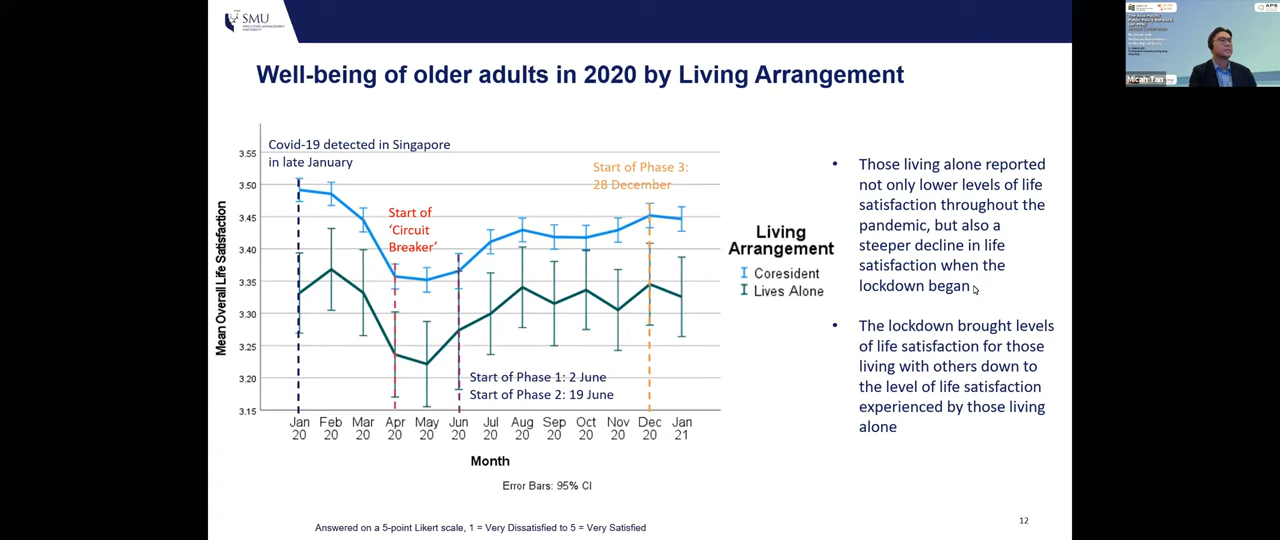 SMU
SINGAPORE MANAGEMENT
UNIVERSITY
Well-being of older adults in 2020 by Living Arrangement
Covid-19 detected in Singapore
in late January
Start of Phase 3:
28 December
Start of
‘Circuit
Breaker’
Start of Phase 1: 2 June
Start of Phase 2: 19 June
Mean Overall Life Satisfaction
3.55
3.50
3.45
3.40
3.35
3.30
3.25
3.20
3.15
Jan 20
Feb 20
Mar 20
Apr 20
May 20
Jun 20
Jul 20
Aug 20
Sep 20
Oct 20
Nov 20
Dec 20
Jan 21
Month
Error Bars: 95% CI
Living
Arrangement
Coresident
Lives Alone
• Those living alone reported
not only lower levels of life
satisfaction throughout the
pandemic, but also a
steeper decline in life
satisfaction when the
lockdown began
• The lockdown brought levels
of life satisfaction for those
living with others down to
the level of life satisfaction
experienced by those living
alone
Answered on a 5-point Likert scale, 1 = Very Dissatisfied to 5 = Very Satisfied
12
Micah Tan
APS